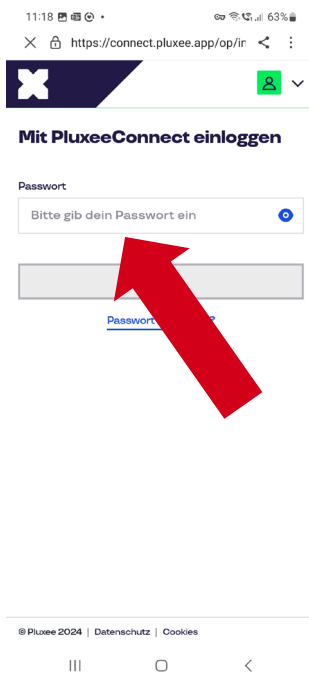 11:18 63%
https://connect.pluxee.app/op/in
Mit PluxeeConnect einloggen
Passwort
Bitte gib dein Passwort ein
Passwort ?
© Pluxee 2024 | Datenschutz | Cookies